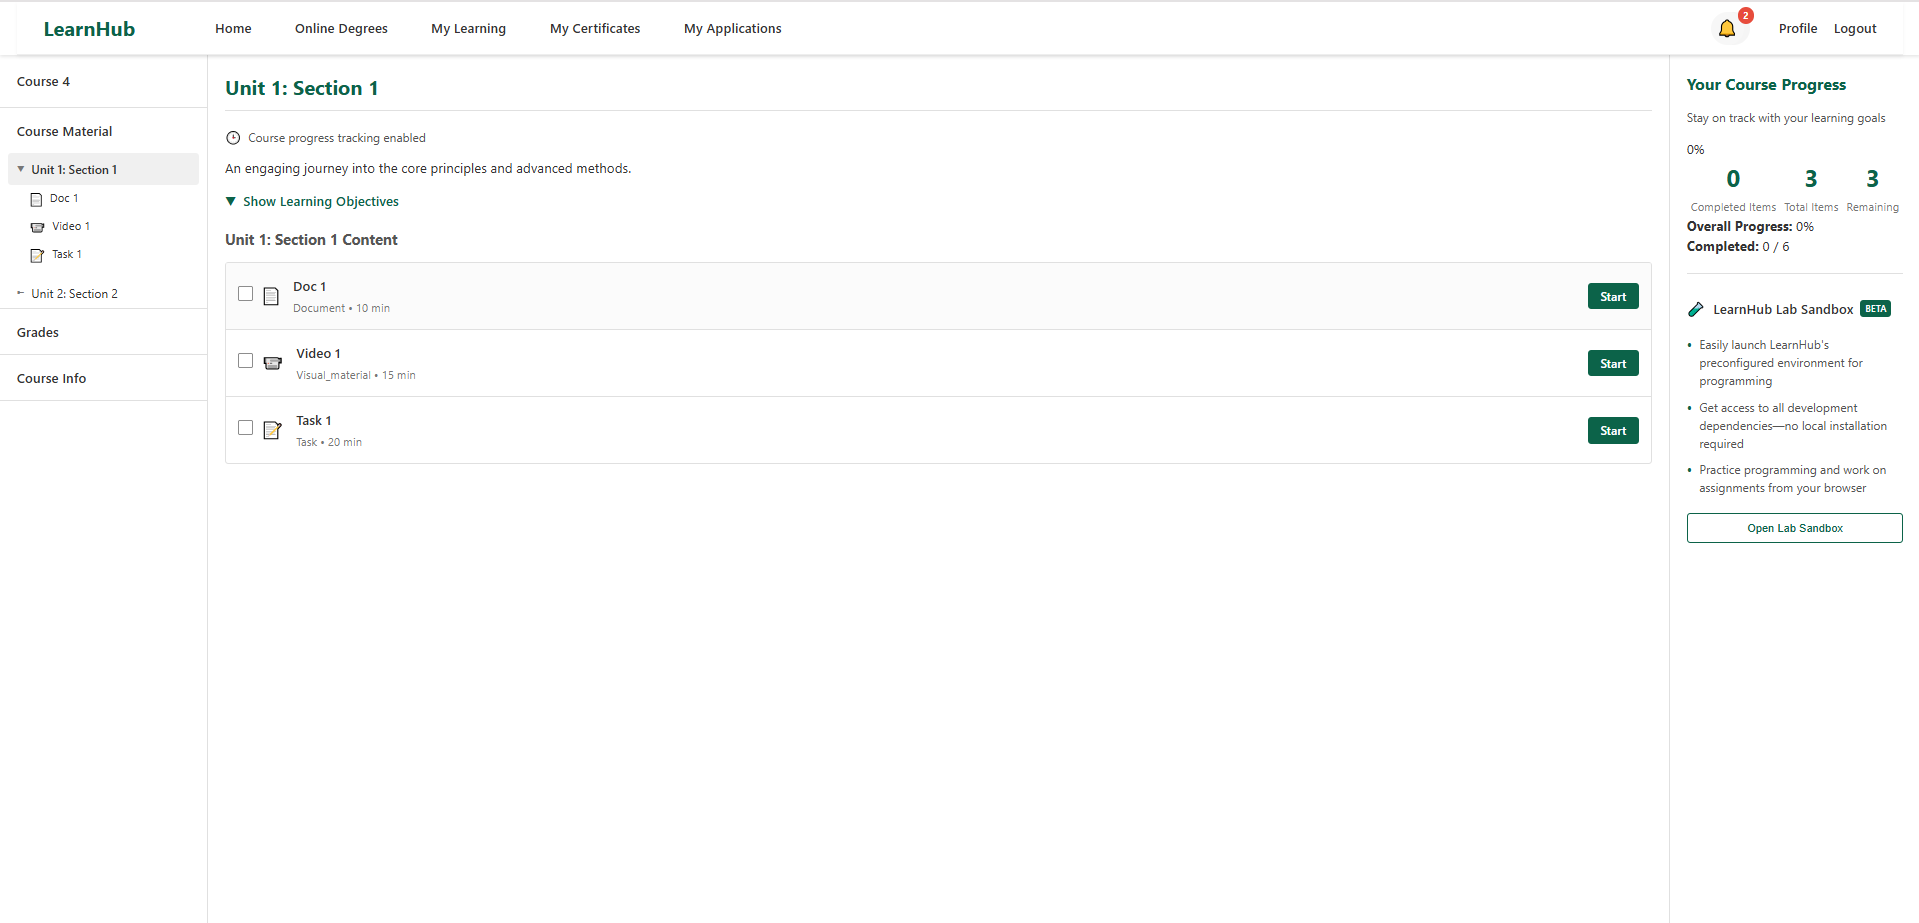 LearnHub
Home
Online Degrees
My Learning
My Certificates
My Applications
2
Profile
Logout
Course 4
Course Material
Unit 1: Section 1
Doc 1
Video 1
Task 1
Unit 2: Section 2
Grades
Course Info
Unit 1: Section 1
Course progress tracking enabled
An engaging journey into the core principles and advanced methods.
▼ Show Learning Objectives
Unit 1: Section 1 Content
Doc 1
Document • 10 min
Start
Video 1
Visual_material • 15 min
Start
Task 1
Task • 20 min
Start
Your Course Progress
Stay on track with your learning goals
0%
0
3
3
Completed Items
Total Items
Remaining
Overall Progress: 0%
Completed: 0 / 6
LearnHub Lab Sandbox BETA
• Easily launch LearnHub's
preconfigured environment for
programming
• Get access to all development
dependencies—no local installation
required
• Practice programming and work on
assignments from your browser
Open Lab Sandbox